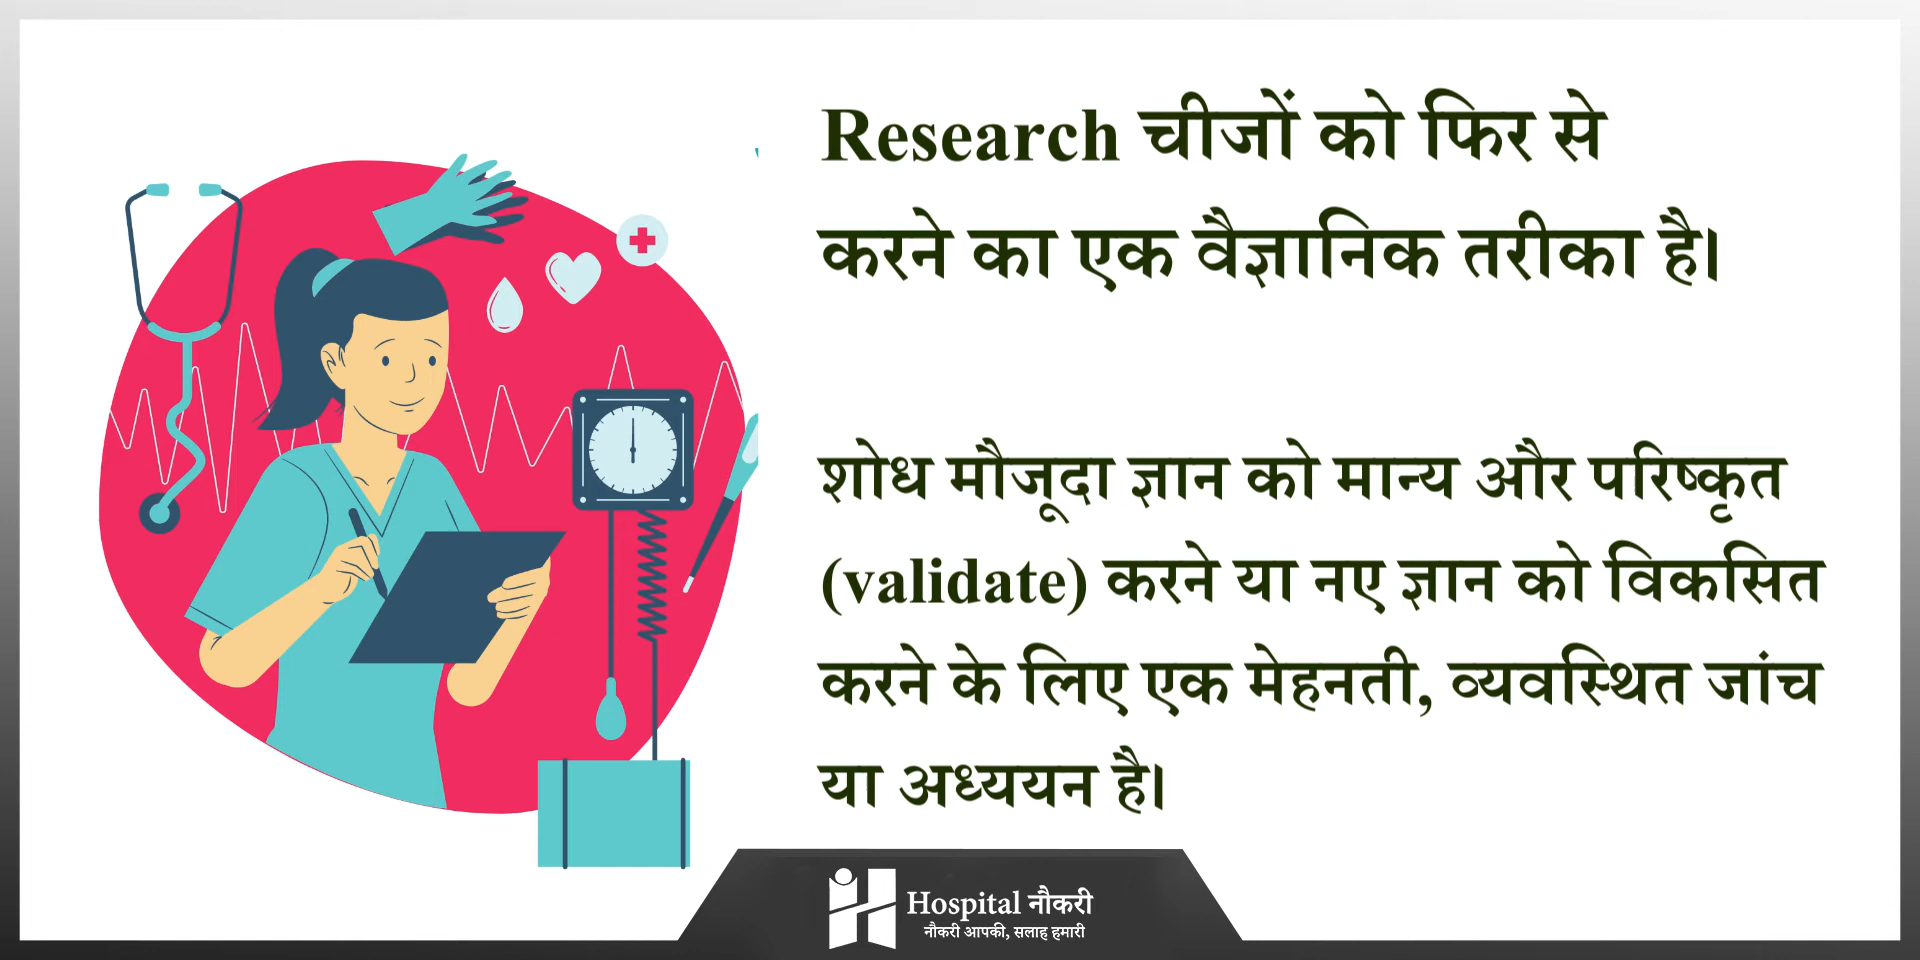 Research चीजों को फिर से
करने का एक वैज्ञानिक तरीका है।
शोध मौजूदा ज्ञान को मान्य और परिष्कृत
(validate) करने या नए ज्ञान को विकसित
करने के लिए एक मेहनती, व्यवस्थित जांच
या अध्ययन है।
Hospital नौकरी
नौकरी आपकी, सलाह हमारी